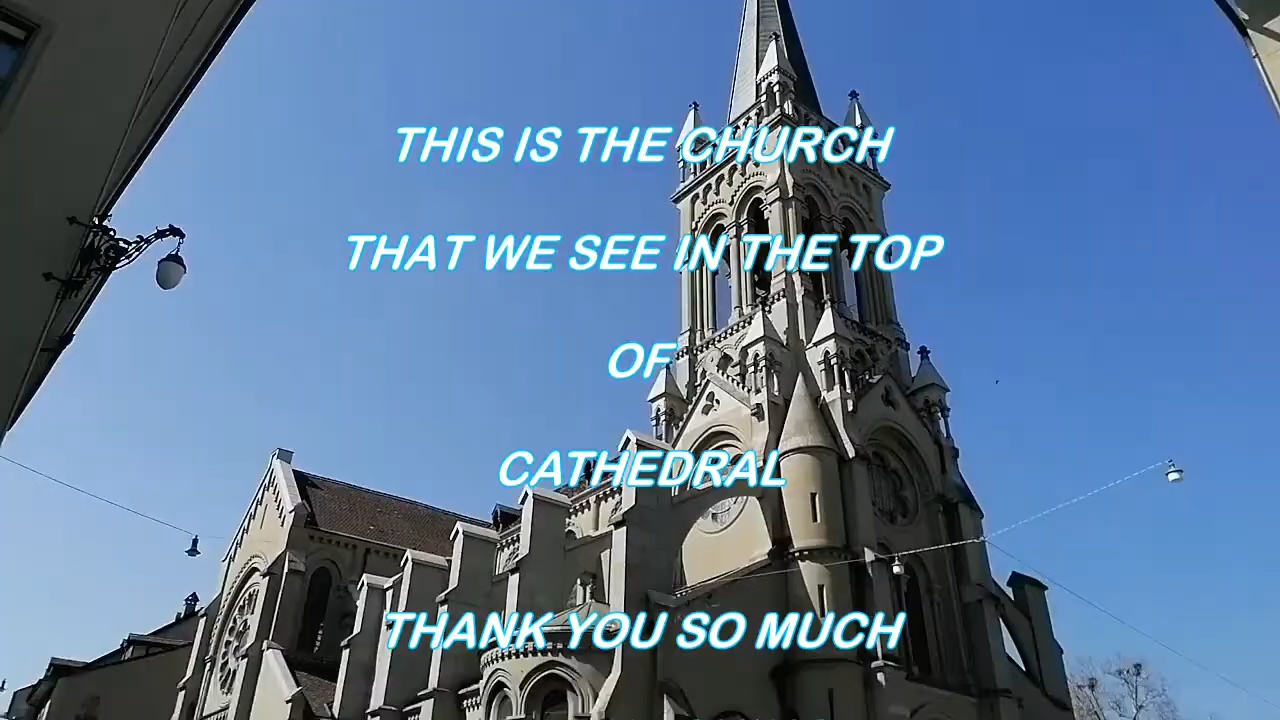 THIS IS THE CHURCH
THAT WE SEE IN THE TOP
OF
CATHEDRAL
THANK YOU SO MUCH